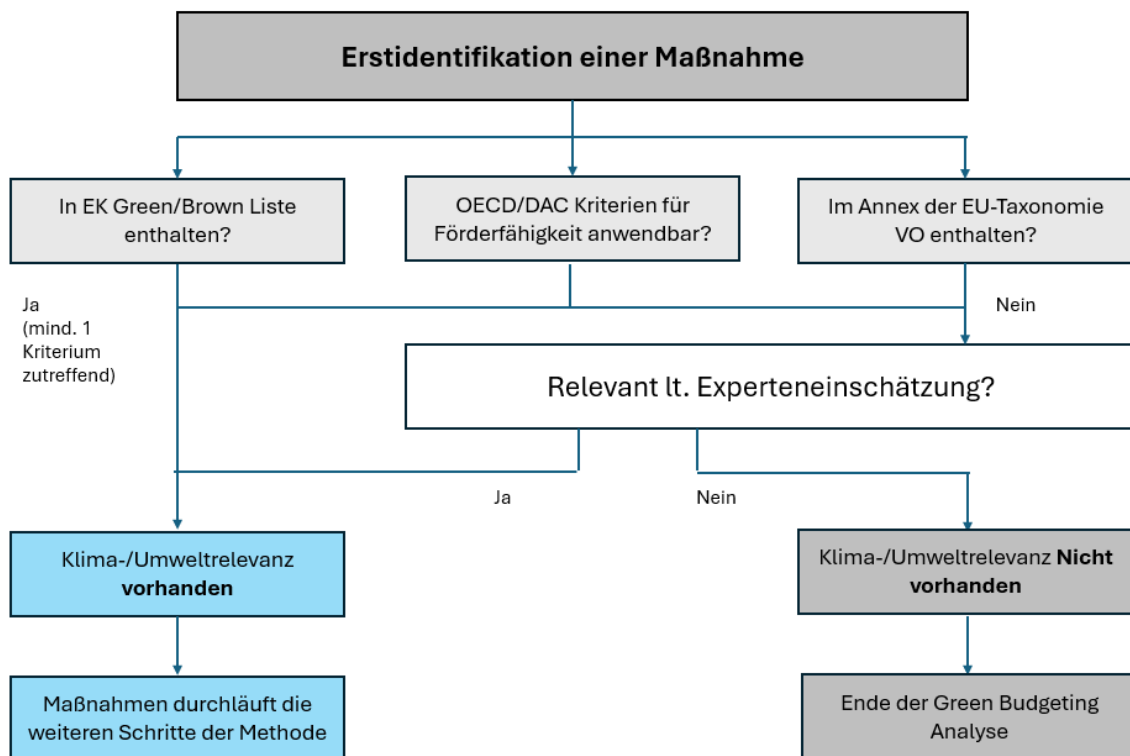 Erstidentifikation einer Maßnahme
In EK Green/Brown Liste
enthalten?
OECD/DAC Kriterien für
Förderfähigkeit anwendbar?
Im Annex der EU-Taxonomie
VO enthalten?
Ja
(mind. 1
Kriterium
zutreffend)
Nein
Relevant lt. Experteneinschätzung?
Ja
Nein
Klima-/Umweltrelevanz
vorhanden
Klima-/Umweltrelevanz Nicht
vorhanden
Maßnahmen durchläuft die
weiteren Schritte der Methode
Ende der Green Budgeting
Analyse